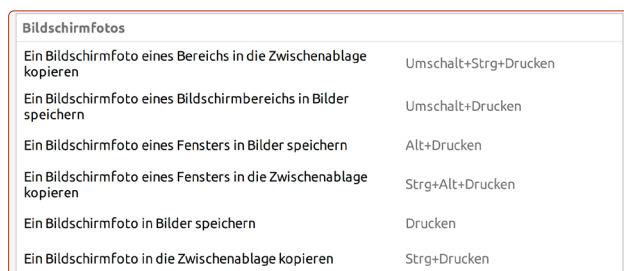 Bildschirmfotos
Ein Bildschirmfoto eines Bereichs in die Zwischenablage
kopieren
Umschalt+Strg+Drucken
Ein Bildschirmfoto eines Bildschirmbereichs in Bilder
speichern
Umschalt+Drucken
Ein Bildschirmfoto eines Fensters in Bilder speichern
Alt+Drucken
Ein Bildschirmfoto eines Fensters in die Zwischenablage
kopieren
Strg+Alt+Drucken
Ein Bildschirmfoto in Bilder speichern
Drucken
Ein Bildschirmfoto in die Zwischenablage kopieren
Strg+Drucken